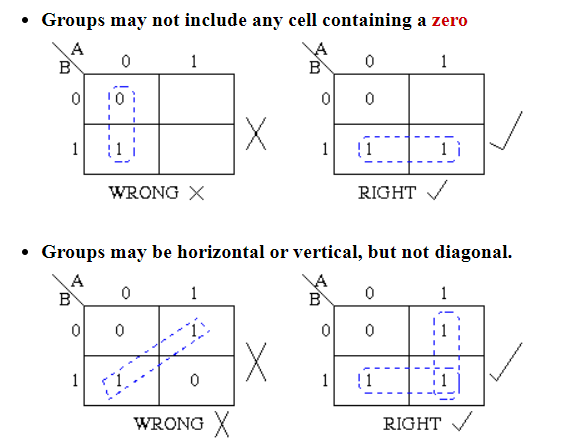 • Groups may not include any cell containing a zero
A A
B 0 1 B 0 1
0 0 0 0
1 1 1 1 1
WRONG RIGHT
• Groups may be horizontal or vertical, but not diagonal.
A A
B 0 1 B 0 1
0 0 1 0 0 1
1 1 0 1 1 1
WRONG RIGHT